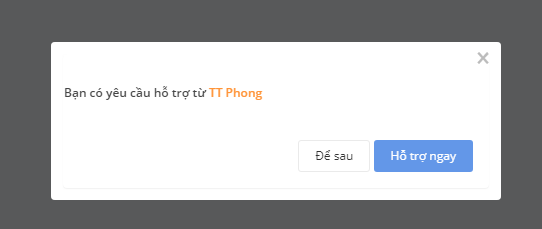 Bạn có yêu cầu hỗ trợ từ TT Phong
Để sau
Hỗ trợ ngay